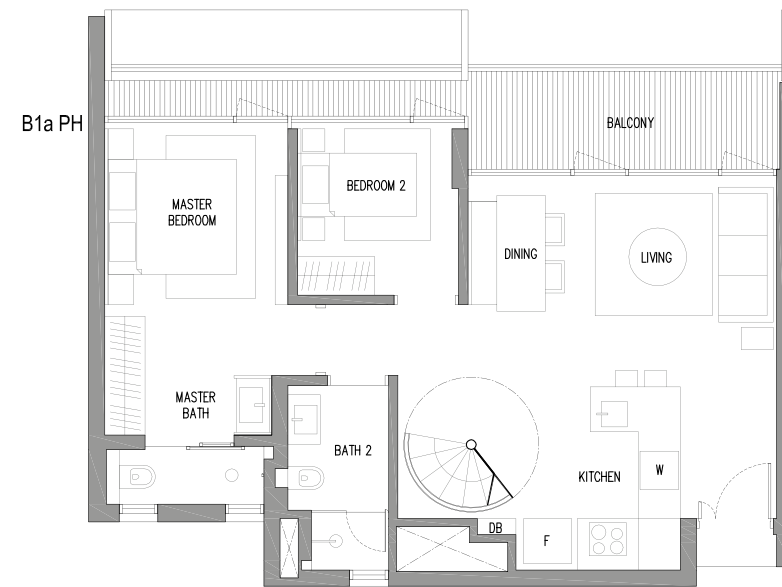 B1a PH
BALCONY
MASTER
BEDROOM
BEDROOM 2
DINING
LIVING
MASTER
BATH
BATH 2
KITCHEN
W
DB
F